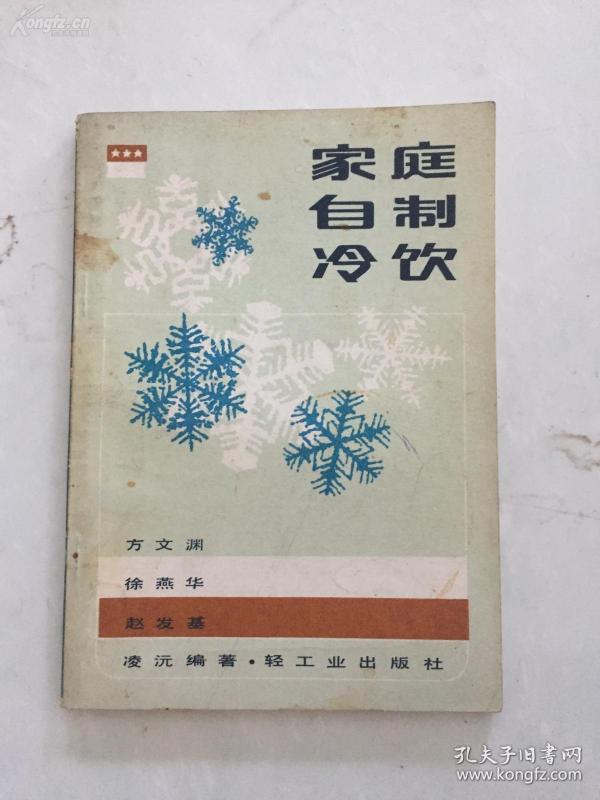 Kongfz.cn
家庭
自制
冷饮
方文渊
徐燕华
赵发基
凌沅编著·轻工业出版社
孔夫子旧书网
www.kongfz.com